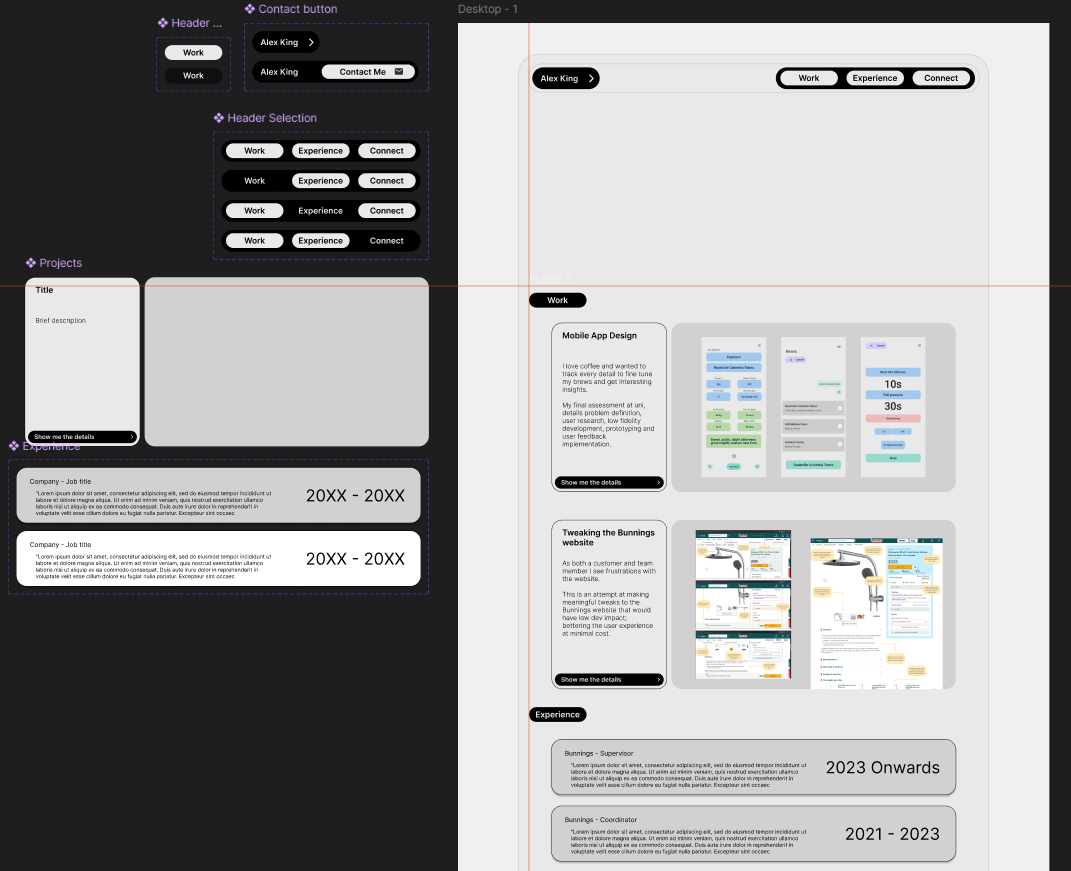 Header ...
Work
Work
Contact button
Alex King
Alex King
Contact Me
Header Selection
Work Experience Connect
Work Experience Connect
Work Experience Connect
Work Experience Connect
Projects
Title
Brief description
Show me the details
Experience
Company - Job title
"Lorem ipsum dolor sit amet, consectetur adipiscing elit, sed do eiusmod tempor incididunt ut
labore et dolore magna aliqua. Ut enim ad minim veniam, quis nostrud exercitation ullamco
laboris nisi ut aliquip ex ea commodo consequat. Duis aute irure dolor in reprehenderit in
voluptate velit esse cillum dolore eu fugiat nulla pariatur. Excepteur sint occaec
20XX - 20XX
Company - Job title
"Lorem ipsum dolor sit amet, consectetur adipiscing elit, sed do eiusmod tempor incididunt ut
labore et dolore magna aliqua. Ut enim ad minim veniam, quis nostrud exercitation ullamco
laboris nisi ut aliquip ex ea commodo consequat. Duis aute irure dolor in reprehenderit in
voluptate velit esse cillum dolore eu fugiat nulla pariatur. Excepteur sint occaec
20XX - 20XX
Desktop - 1
Alex King
Work Experience Connect
Work
Mobile App Design
I love coffee and wanted to
track every detail to fine tune
my brews and get interesting
insights.
My final assessment at uni,
details problem definition,
user research, low fidelity
development, prototyping and
user feedback
implementation.
Show me the details
10s
30s
Tweaking the Bunnings
website
As both a customer and team
member I see frustrations with
the website.
This is an attempt at making
meaningful tweaks to the
Bunnings website that would
have low dev impact;
bettering the user experience
at minimal cost.
Show me the details
Experience
Bunnings - Supervisor
"Lorem ipsum dolor sit amet, consectetur adipiscing elit, sed do eiusmod tempor incididunt ut
labore et dolore magna aliqua. Ut enim ad minim veniam, quis nostrud exercitation ullamco
laboris nisi ut aliquip ex ea commodo consequat. Duis aute irure dolor in reprehenderit in
voluptate velit esse cillum dolore eu fugiat nulla pariatur. Excepteur sint occaec
2023 Onwards
Bunnings - Coordinator
"Lorem ipsum dolor sit amet, consectetur adipiscing elit, sed do eiusmod tempor incididunt ut
labore et dolore magna aliqua. Ut enim ad minim veniam, quis nostrud exercitation ullamco
laboris nisi ut aliquip ex ea commodo consequat. Duis aute irure dolor in reprehenderit in
voluptate velit esse cillum dolore eu fugiat nulla pariatur. Excepteur sint occaec
2021 - 2023